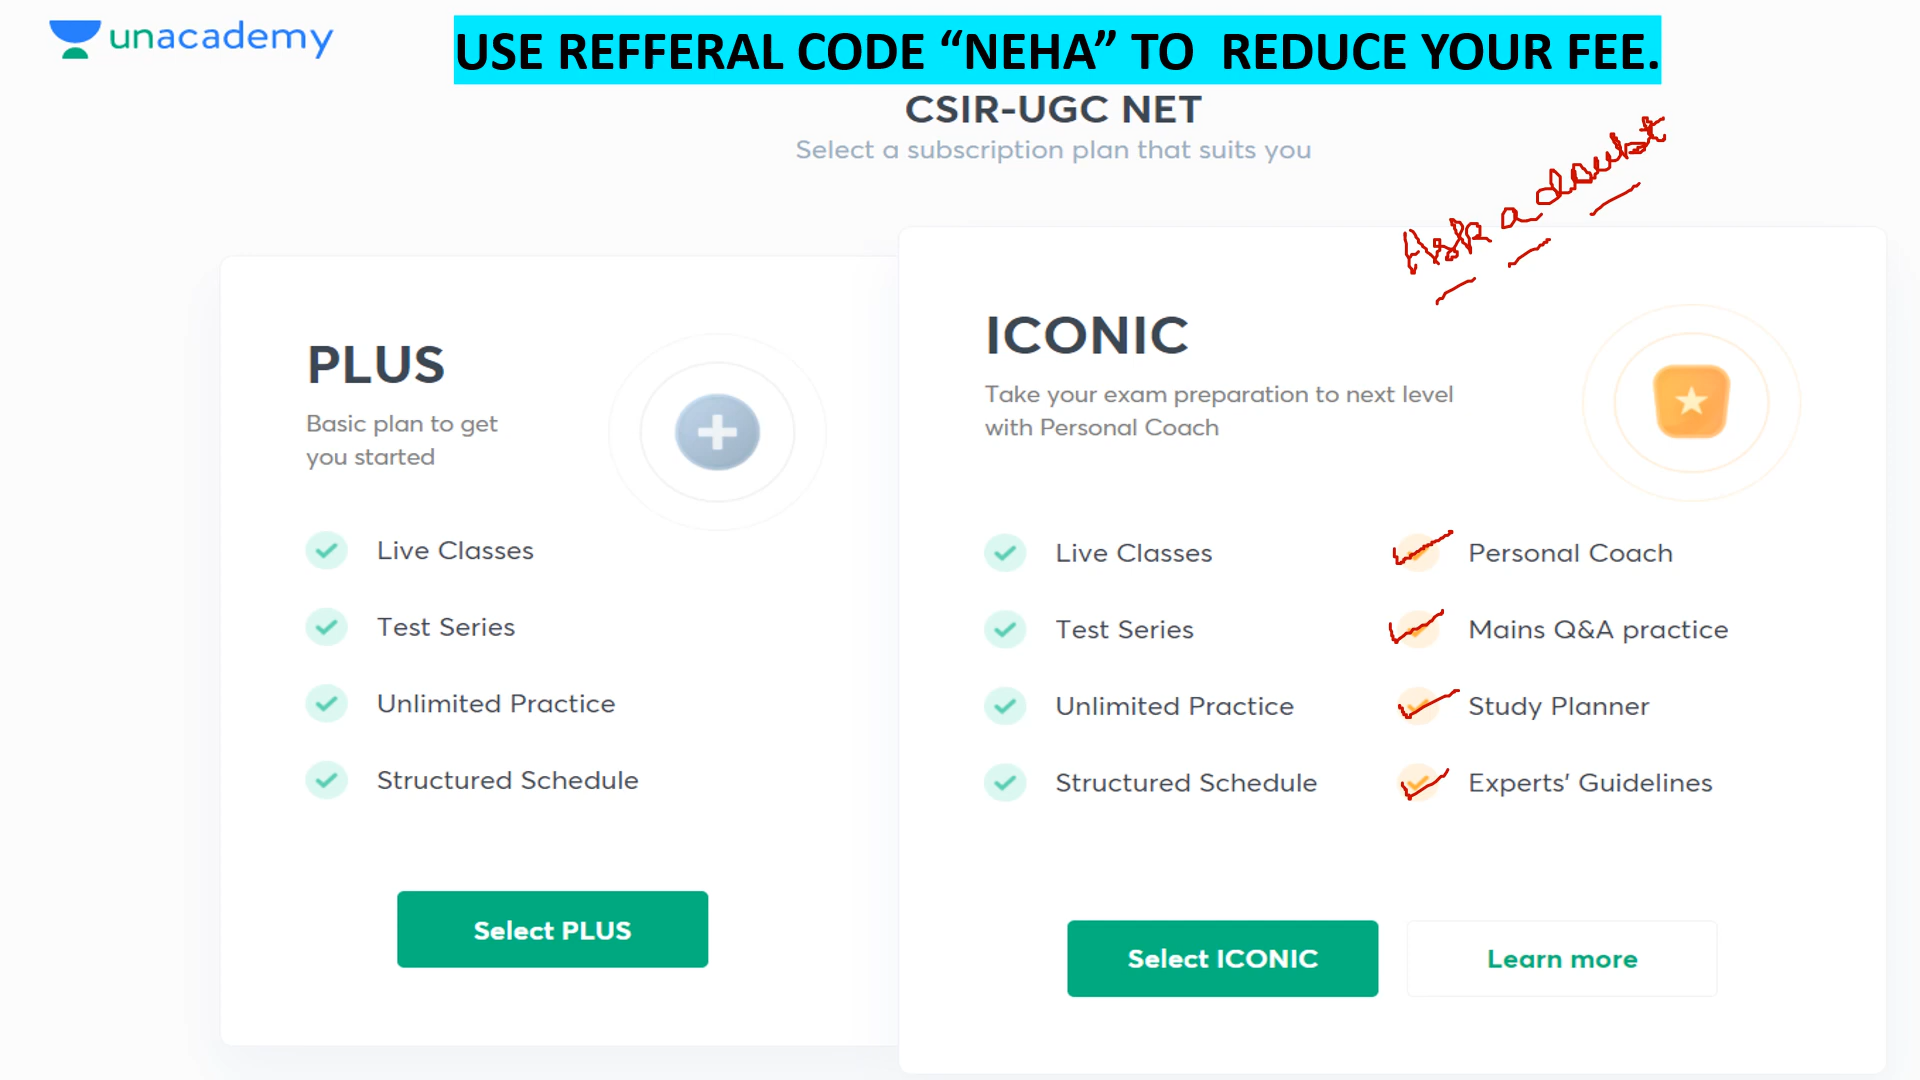 unacademy
USE REFFERAL CODE “NEHA” TO REDUCE YOUR FEE.
CSIR-UGC NET
Select a subscription plan that suits you
Ask a doubt
PLUS
Basic plan to get
you started
Live Classes
Test Series
Unlimited Practice
Structured Schedule
Select PLUS
ICONIC
Take your exam preparation to next level
with Personal Coach
Live Classes
Test Series
Unlimited Practice
Structured Schedule
Personal Coach
Mains Q&A practice
Study Planner
Experts' Guidelines
Select ICONIC
Learn more